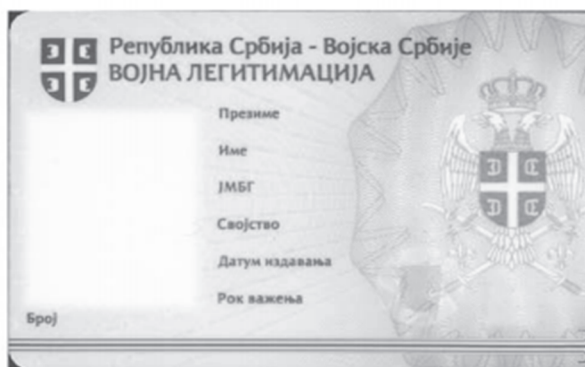 Република Србија - Војска Србије
ВОЈНА ЛЕГИТИМАЦИЈА
Презиме
Име
ЈМБГ
Својство
Датум издавања
Рок важења
Број